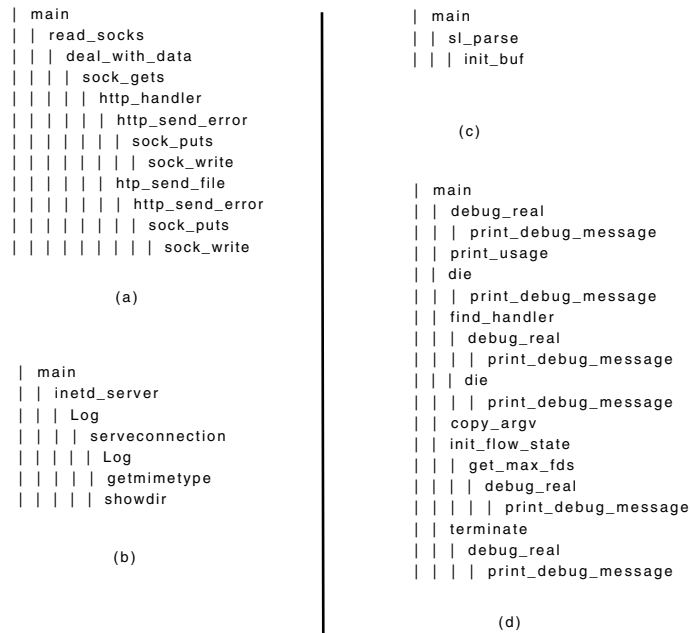 | main
| | read_socks
| | | deal_with_data
| | | | sock_gets
| | | | | http_handler
| | | | | | http_send_error
| | | | | | | sock_puts
| | | | | | | | sock_write
| | | | | | htp_send_file
| | | | | | | http_send_error
| | | | | | | | sock_puts
| | | | | | | | | sock_write
(a)
| main
| | inetd_server
| | | Log
| | | | serveconnection
| | | | | Log
| | | | | getmimetype
| | | | | showdir
(b)
| main
| | sl_parse
| | | init_buf
(c)
| main
| | debug_real
| | | print_debug_message
| | print_usage
| | die
| | | print_debug_message
| | find_handler
| | | debug_real
| | | | print_debug_message
| | | die
| | | | print_debug_message
| | copy_argv
| | init_flow_state
| | | get_max_fds
| | | | debug_real
| | | | | print_debug_message
| | terminate
| | | debug_real
| | | | print_debug_message
(d)